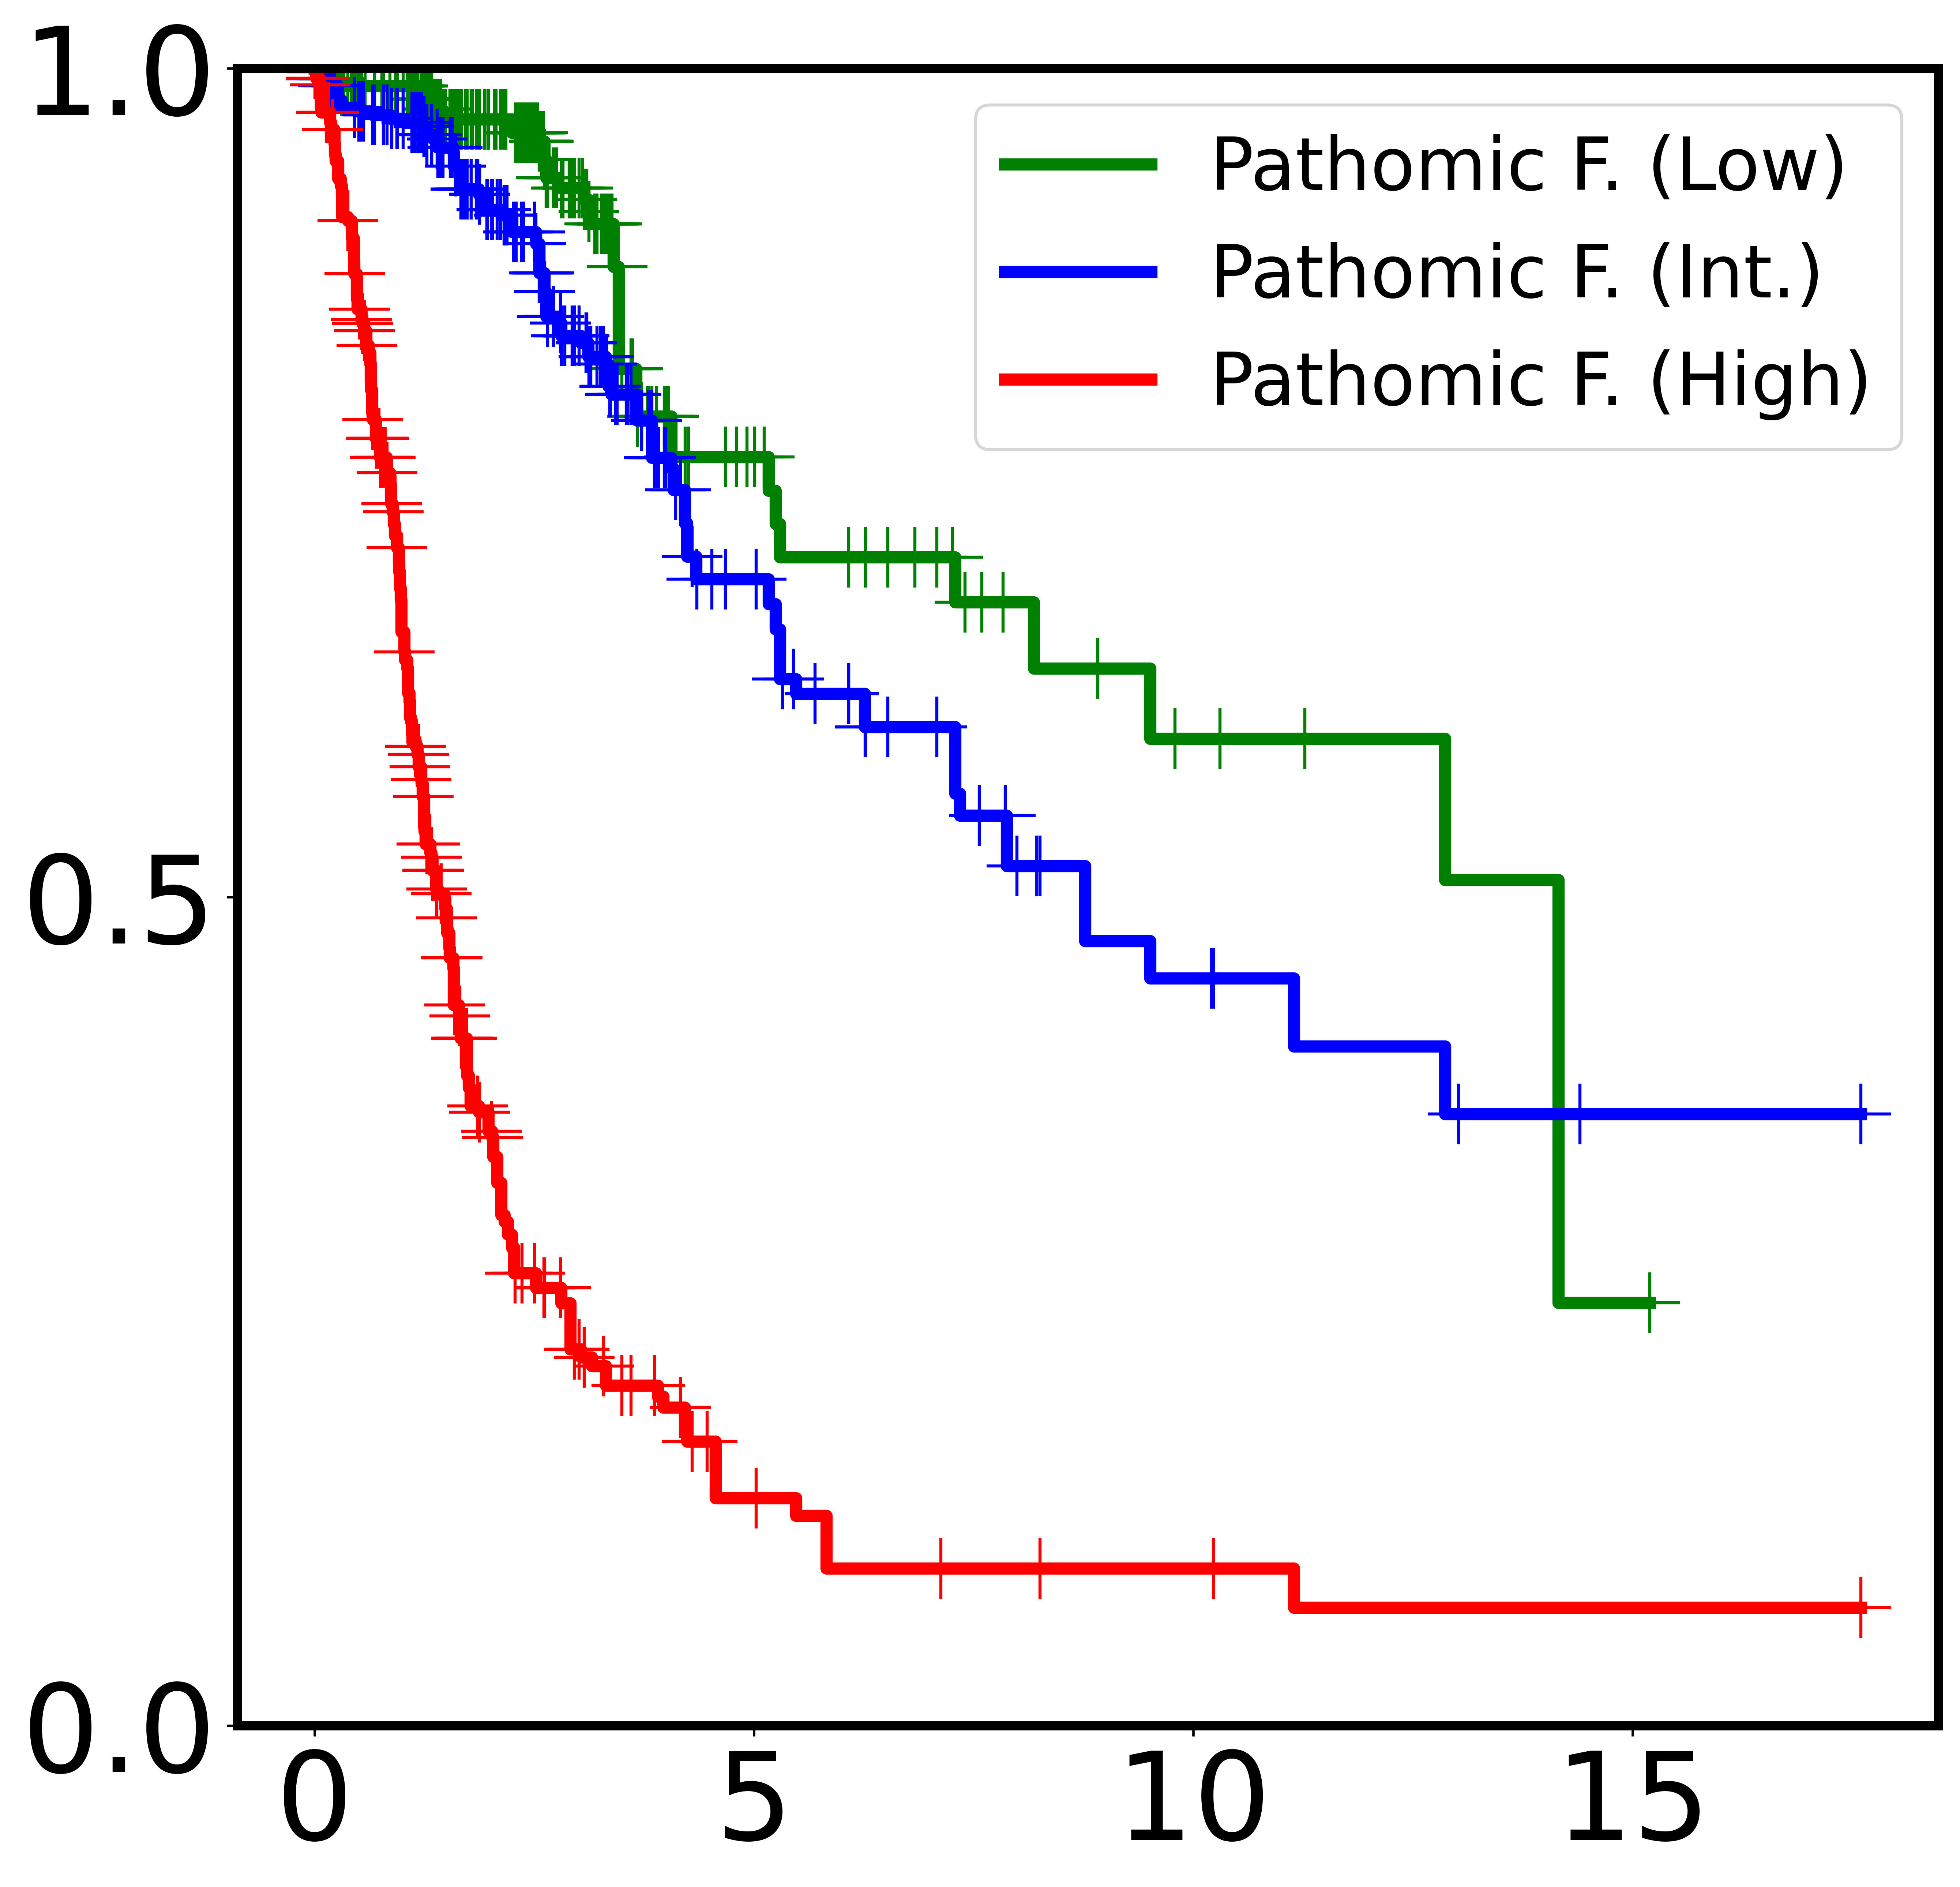 1.0
Pathomic F. (Low)
Pathomic F. (Int.)
Pathomic F. (High)
0.5
0.0
0 5 10 15